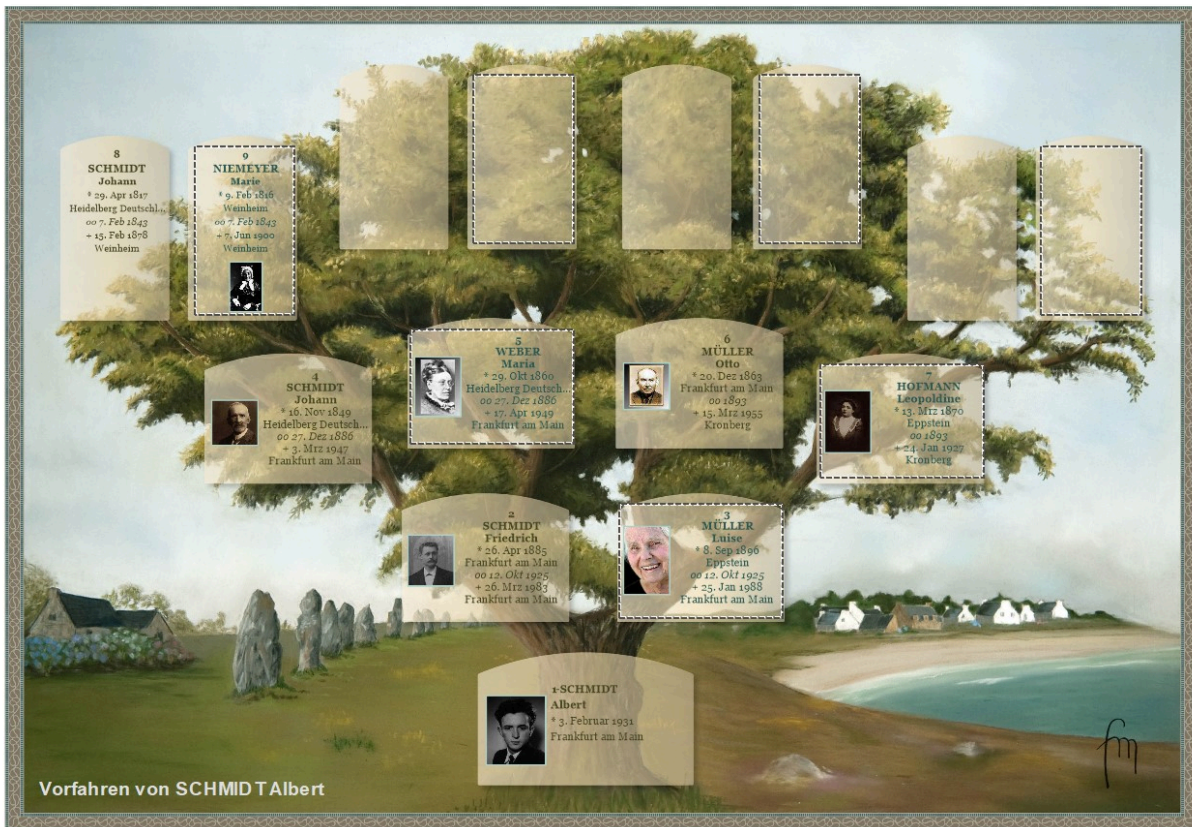 8
SCHMIDT
Johann
* 29. Apr 1817
Heidelberg Deutschl...
oo 7. Feb 1843
+ 15. Feb 1878
Weinheim
9
NIEMEYER
Marie
* 9. Feb 1816
Weinheim
oo 7. Feb 1843
+ 7. Jun 1900
Weinheim
4
SCHMIDT
Johann
* 16. Nov 1849
Heidelberg Deutsch...
oo 27. Dez 1886
+ 3. Mrz 1947
Frankfurt am Main
5
WEBER
Maria
* 29. Okt 1860
Heidelberg Deutsch...
oo 27. Dez 1886
+ 17. Apr 1949
Frankfurt am Main
6
MÜLLER
Otto
* 20. Dez 1863
Frankfurt am Main
oo 1893
+ 15. Mrz 1955
Kronberg
7
HOFMANN
Leopoldine
* 13. Mrz 1870
Eppstein
oo 1893
+ 24. Jan 1927
Kronberg
2
SCHMIDT
Friedrich
* 26. Apr 1885
Frankfurt am Main
oo 12. Okt 1925
+ 26. Mrz 1983
Frankfurt am Main
3
MÜLLER
Luise
* 8. Sep 1896
Eppstein
oo 12. Okt 1925
+ 25. Jan 1988
Frankfurt am Main
1-SCHMIDT
Albert
* 3. Februar 1931
Frankfurt am Main
fm
Vorfahren von SCHMIDT Albert